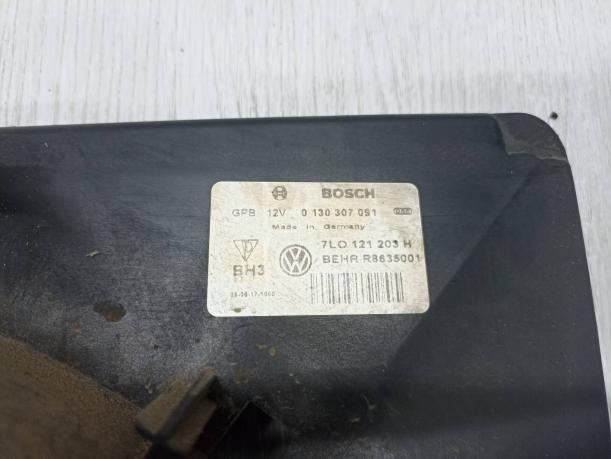 BOSCH
GPB 12V 0 130 307 091
Made in Germany
7L0 121 203 H
BH3 BEHR R8635001